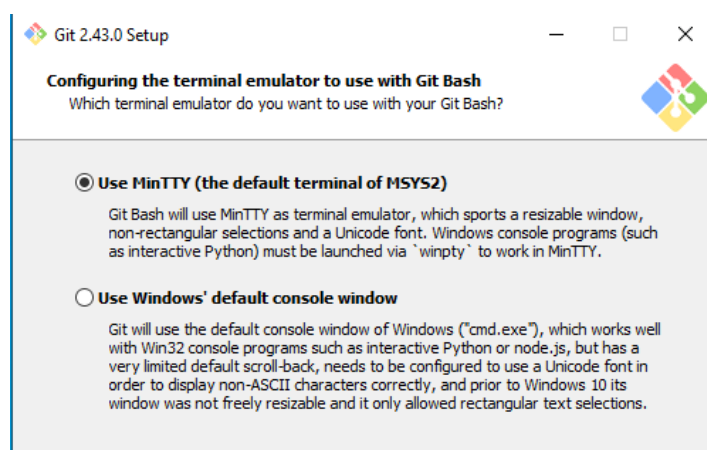 Git 2.43.0 Setup
Configuring the terminal emulator to use with Git Bash
Which terminal emulator do you want to use with your Git Bash?
Use MinTTY (the default terminal of MSYS2)
Git Bash will use MinTTY as terminal emulator, which sports a resizable window,
non-rectangular selections and a Unicode font. Windows console programs (such
as interactive Python) must be launched via `winpty` to work in MinTTY.
Use Windows' default console window
Git will use the default console window of Windows ("cmd.exe"), which works well
with Win32 console programs such as interactive Python or node.js, but has a
very limited default scroll-back, needs to be configured to use a Unicode font in
order to display non-ASCII characters correctly, and prior to Windows 10 its
window was not freely resizable and it only allowed rectangular text selections.